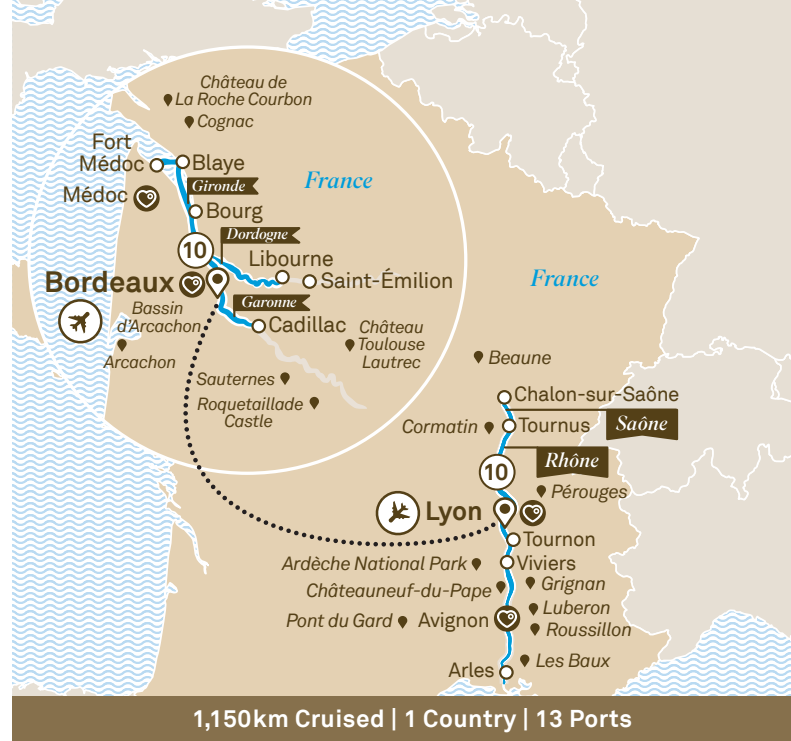 Château de
La Roche Courbon
Cognac
Fort
Médoc
Blaye
Gironde
France
Médoc
Bourg
10
Dordogne
Libourne
Saint-Émilion
Bordeaux
France
Garonne
Bassin
d'Arcachon
Cadillac
Château
Toulouse
Lautrec
Arcachon
Beaune
Sauternes
Roquetaillade
Castle
Chalon-sur-Saône
Cormatin
Tournus
Saône
10
Rhône
Pérouges
Lyon
Tournon
Ardèche National Park
Viviers
Châteauneuf-du-Pape
Grignan
Luberon
Pont du Gard
Avignon
Roussillon
Les Baux
Arles
1,150km Cruised | 1 Country | 13 Ports